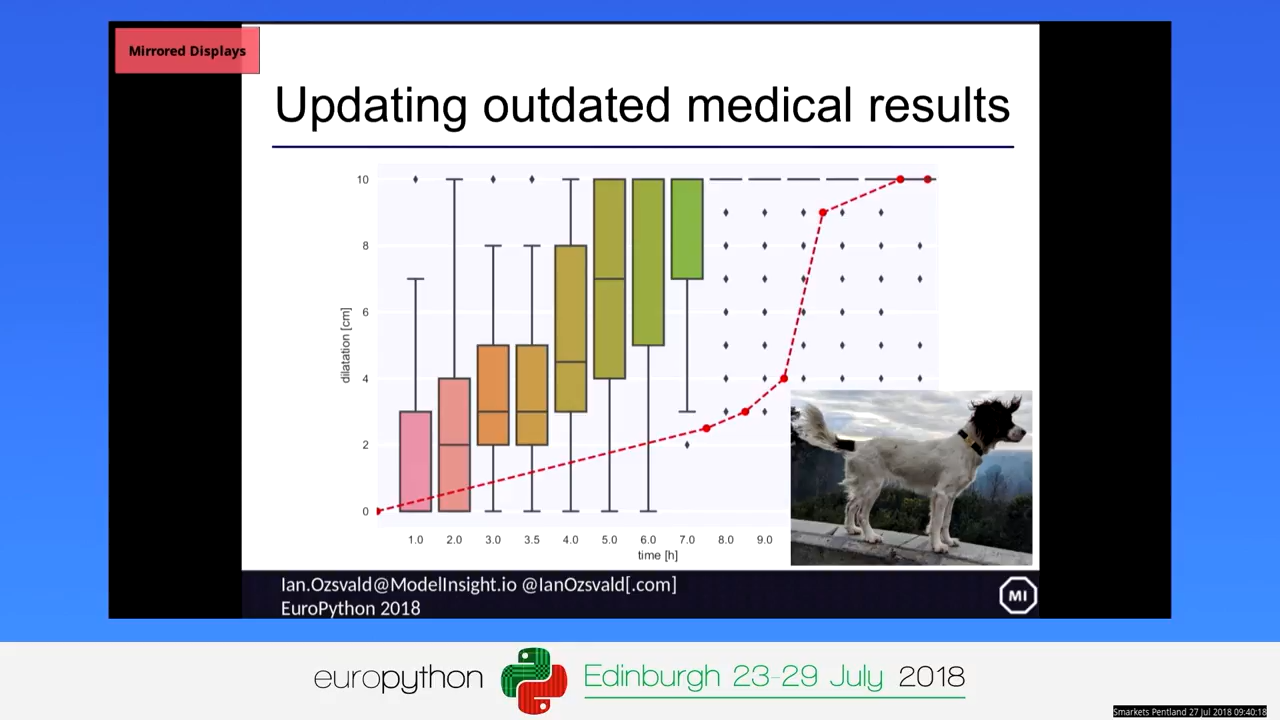 Mirrored Displays
Updating outdated medical results
10
8
6
4
2
0
dilatation [cm]
1.0 2.0 3.0 3.5 4.0 5.0 6.0 7.0 8.0 9.0
time [h]
Ian.Ozsvald@ModelInsight.io @IanOzsvald[.com]
EuroPython 2018
MI
europython Edinburgh 23-29 July 2018
Smarkets Pentland 27 Jul 2018 09:40:18